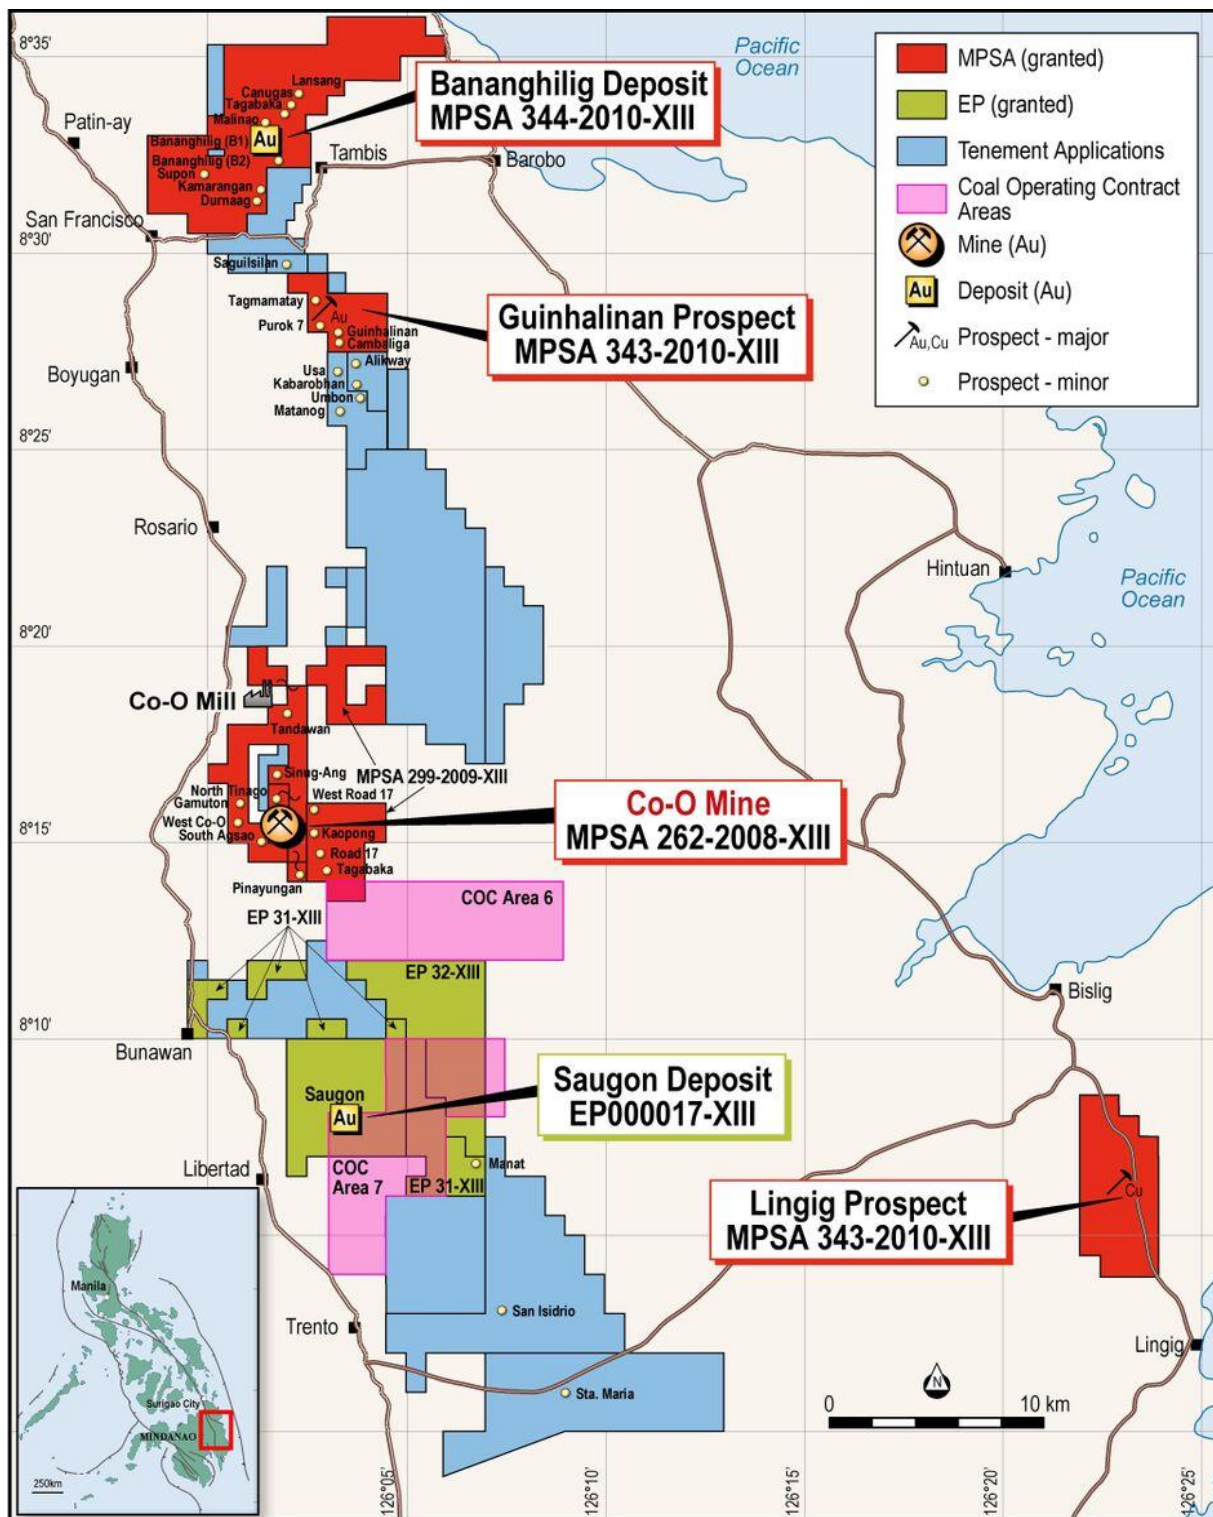 8°35'
Pacific
Ocean
MPSA (granted)
EP (granted)
Tenement Applications
Coal Operating Contract
Areas
Mine (Au)
Au
Deposit (Au)
Au,Cu
Prospect - major
Prospect - minor
Bananghilig Deposit
MPSA 344-2010-XIII
Lansang
Canugas
Tagabaka
Malinao
Patin-ay
Bananghilig (B1)
Au
Bananghilig (B2)
Supon
Kamarangan
Durnaag
Tambis
Barobo
San Francisco
8°30'
Saguilsilan
Tagmamatay
Au
Purok 7
Guinhalinan
Cambaliga
Guinhalinan Prospect
MPSA 343-2010-XIII
Boyugan
Alikway
Usa
Kabarobhan
Umbon
Matanog
8°25'
Rosario
Hintuan
Pacific
Ocean
8°20'
Co-O Mill
Tandawan
MPSA 299-2009-XIII
Sinug-Ang
North Tinago
Gamuton
West Road 17
West Co-O
South Agsao
Kaopong
Road 17
Tagabaka
Pinayungan
Co-O Mine
MPSA 262-2008-XIII
8°15'
COC Area 6
EP 31-XIII
EP 32-XIII
Bislig
8°10'
Bunawan
Saugon
Au
Saugon Deposit
EP000017-XIII
Libertad
COC
Area 7
EP 31-XIII
Manat
Cu
Lingig Prospect
MPSA 343-2010-XIII
Manila
Surigao City
MINDANAO
250km
Trento
San Isidrio
Lingig
Sta. Maria
N
0
10 km
126°05'
126°10'
126°15'
126°20'
126°25'